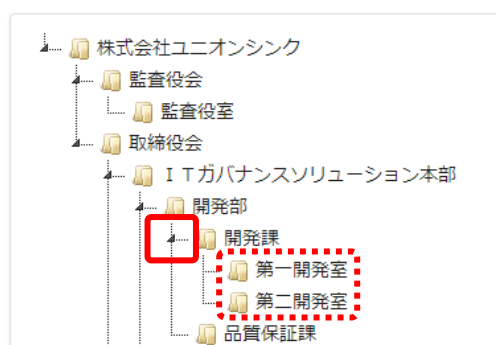 株式会社ユニオンシンク
監査役会
監査役室
取締役会
ＩＴガバナンスソリューション本部
開発部
開発課
第一開発室
第二開発室
品質保証課